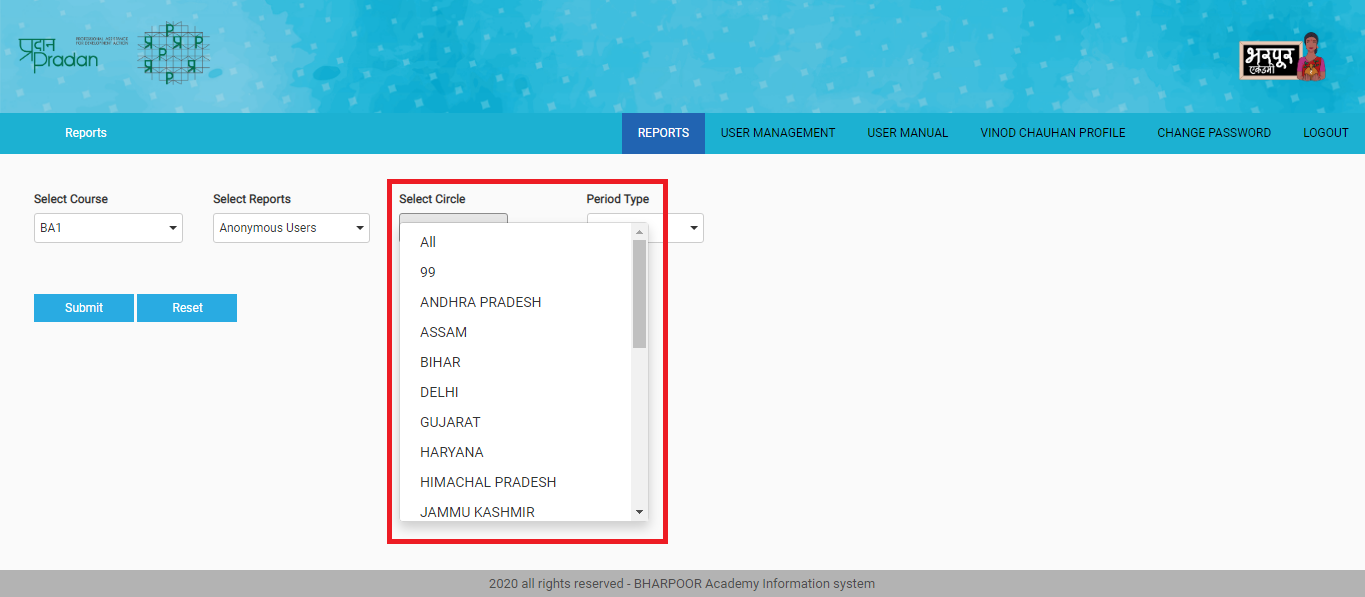 प्रदान
Pradan
PROFESSIONAL ASSISTANCE
FOR DEVELOPMENT ACTION
भरपूर
एकेडमी
Reports
REPORTS
USER MANAGEMENT
USER MANUAL
VINOD CHAUHAN PROFILE
CHANGE PASSWORD
LOGOUT
Select Course
Select Reports
Select Circle
Period Type
BA1
Anonymous Users
All
99
ANDHRA PRADESH
ASSAM
BIHAR
DELHI
GUJARAT
HARYANA
HIMACHAL PRADESH
JAMMU KASHMIR
Submit
Reset
2020 all rights reserved - BHARPOOR Academy Information system